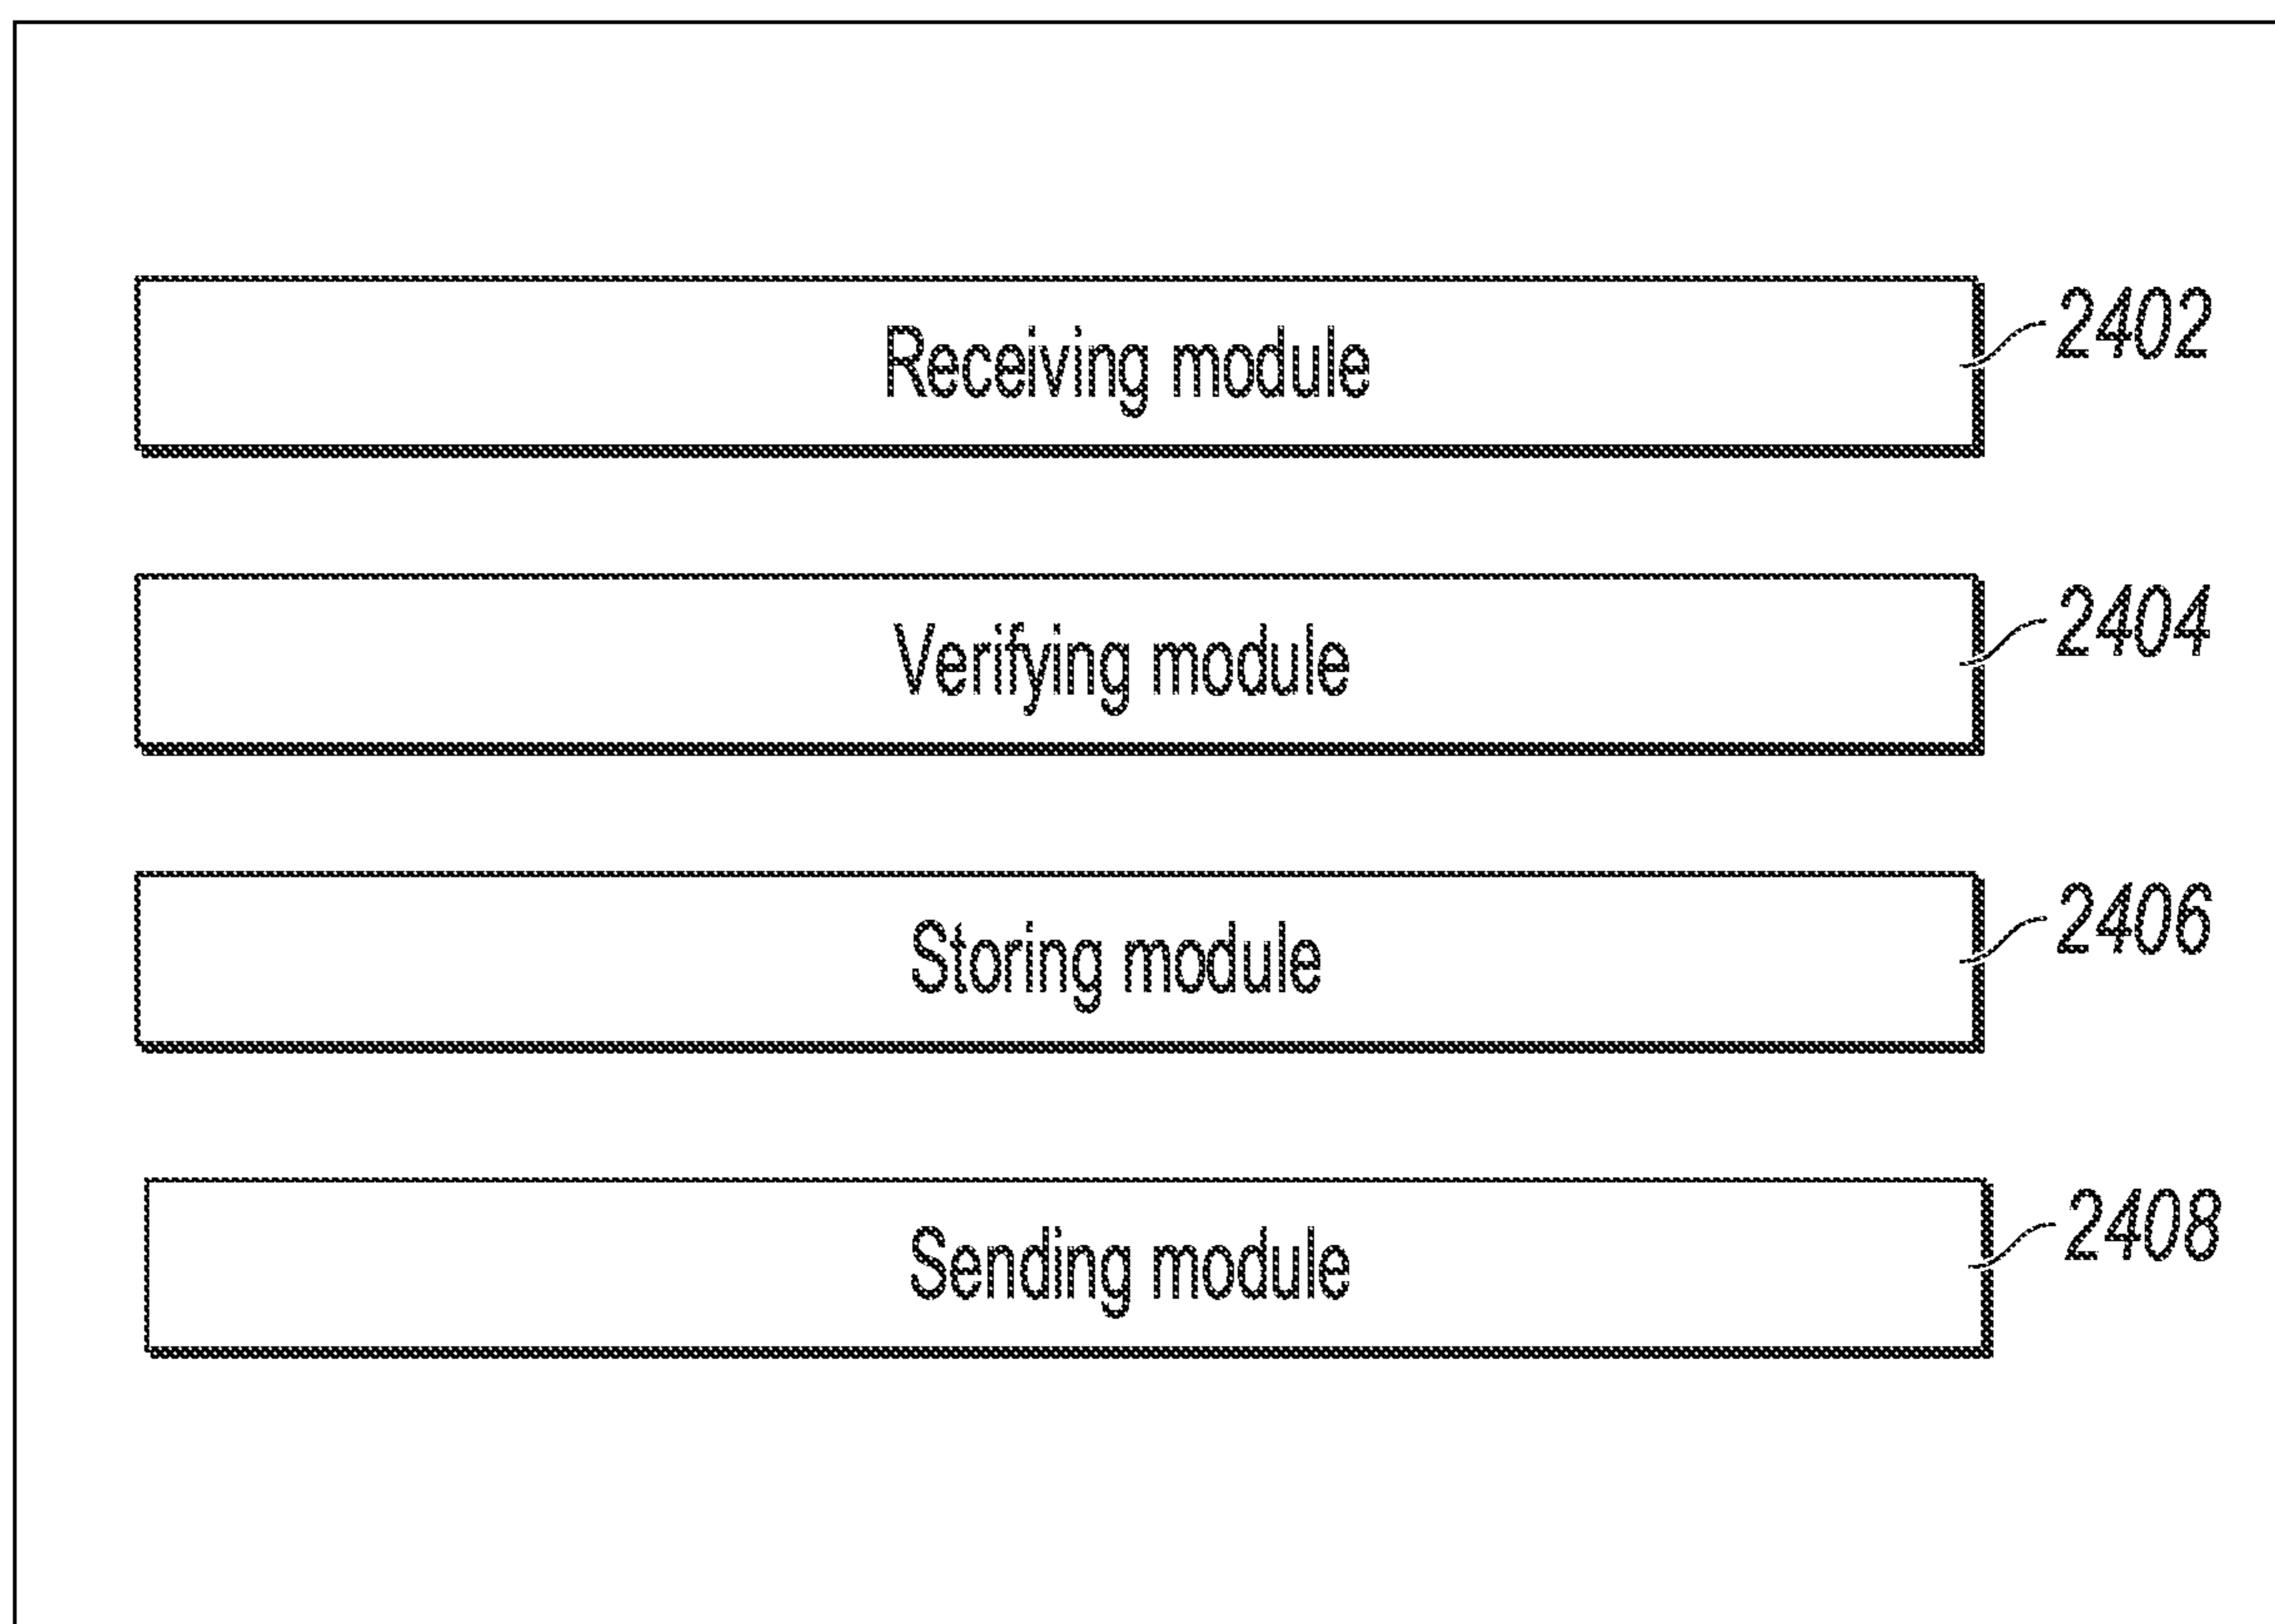 Receiving module 2402
Verifying module 2404
Storing module 2406
Sending module 2408